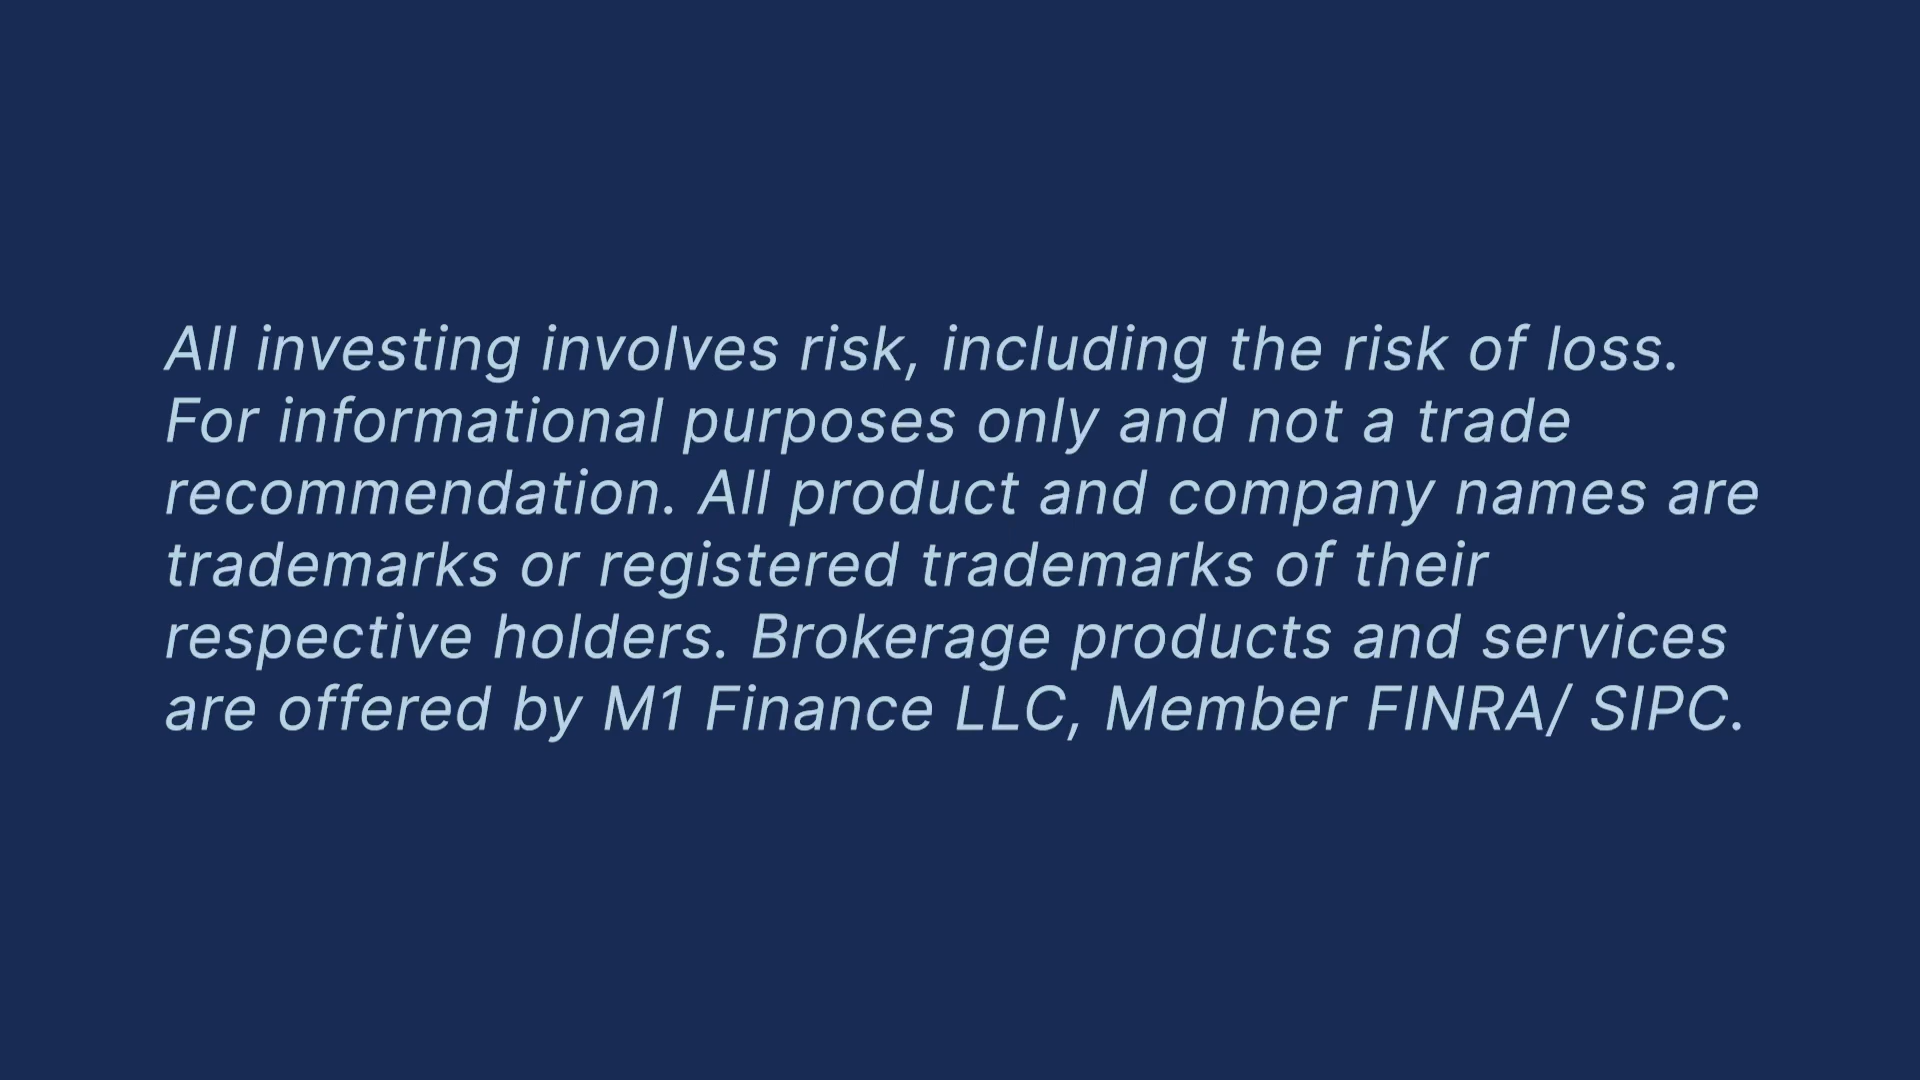 All investing involves risk, including the risk of loss.
For informational purposes only and not a trade
recommendation. All product and company names are
trademarks or registered trademarks of their
respective holders. Brokerage products and services
are offered by M1 Finance LLC, Member FINRA/ SIPC.